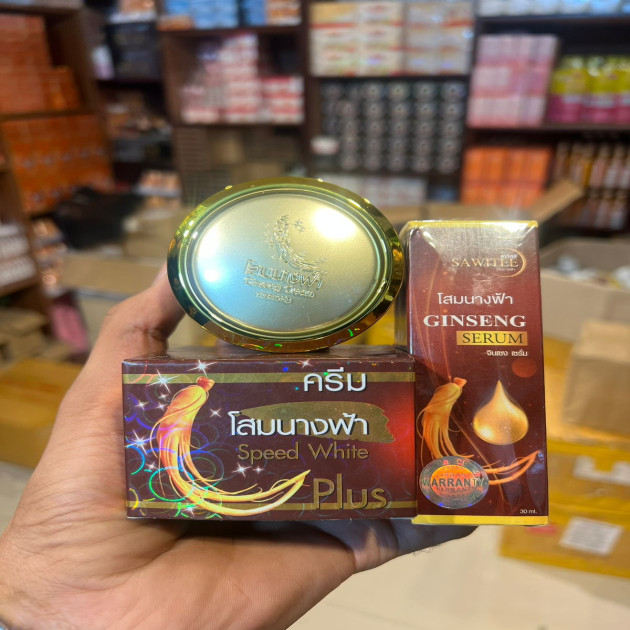 โสมนางฟ้า
ครีม
โสมนางฟ้า
Speed White
Plus
SAWITEE
โสมนางฟ้า
GINSENG
SERUM
จินเซง เซรั่ม
WARRANTY
30 ml.